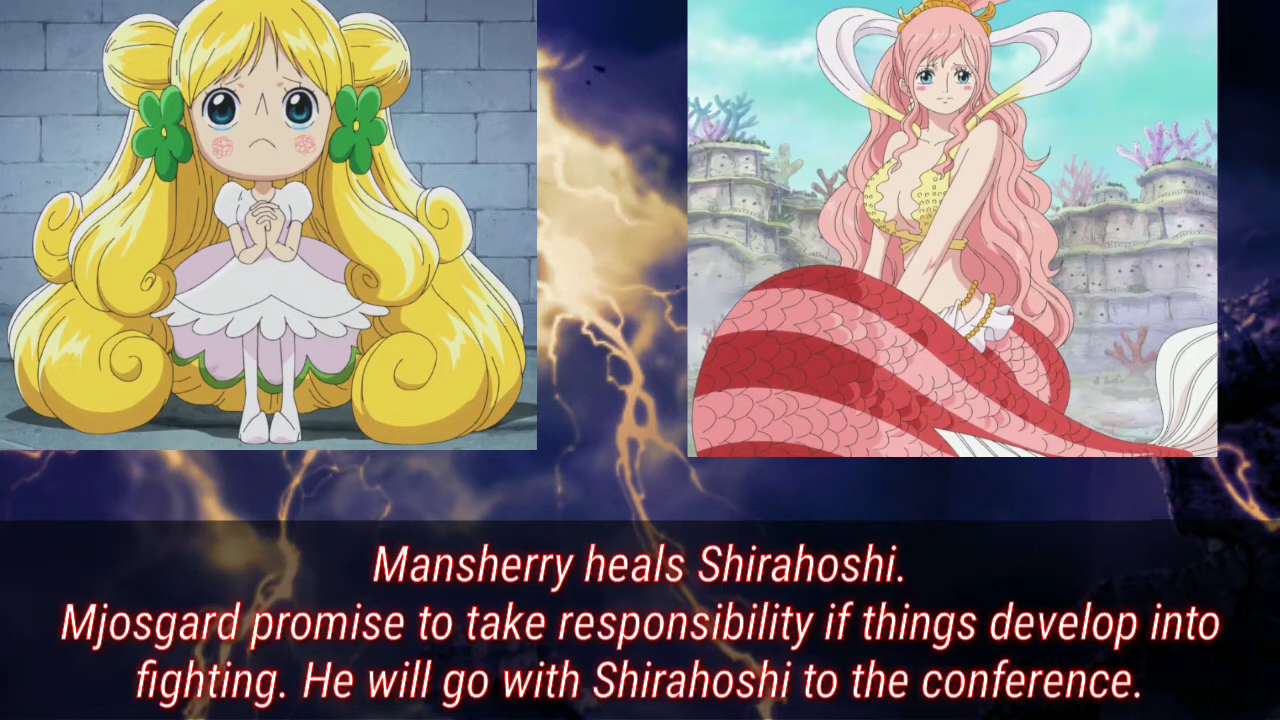 Mansherry heals Shirahoshi.
Mjosgard promise to take responsibility if things develop into
fighting. He will go with Shirahoshi to the conference.